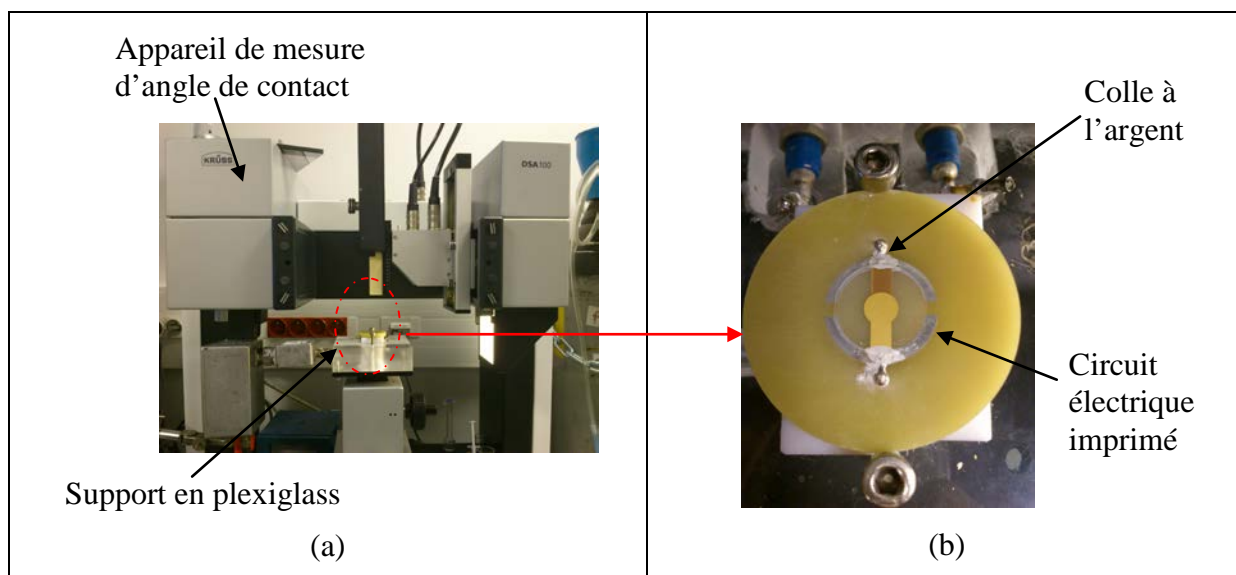 Appareil de mesure
d’angle de contact
KRÜSS
DSA100
Support en plexiglass
(a)
Colle à
l’argent
Circuit
électrique
imprimé
(b)